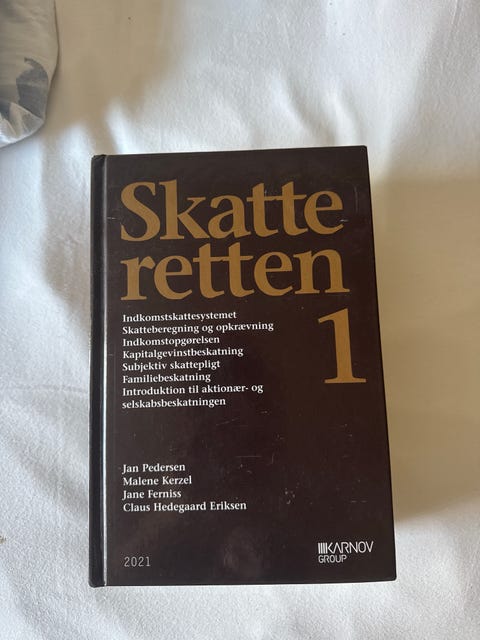 Skatte
retten
1
Indkomstskattesystemet
Skatteberegning og opkrævning
Indkomstopgørelsen
Kapitalgevinstbeskatning
Subjektiv skattepligt
Familiebeskatning
Introduktion til aktionær- og
selskabsbeskatningen
Jan Pedersen
Malene Kerzel
Jane Ferniss
Claus Hedegaard Eriksen
2021
KARNOV
GROUP